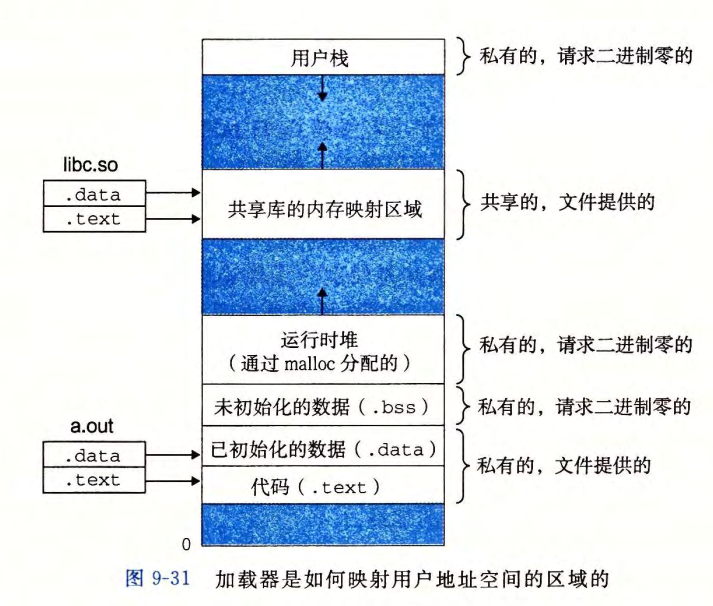 用户栈
私有的，请求二进制零的
libc.so
.data
.text
共享库的内存映射区域
共享的，文件提供的
运行时堆
（通过 malloc 分配的）
私有的，请求二进制零的
未初始化的数据（.bss）
私有的，请求二进制零的
a.out
.data
.text
已初始化的数据（.data）
代码（.text）
私有的，文件提供的
0
图 9-31 加载器是如何映射用户地址空间的区域的